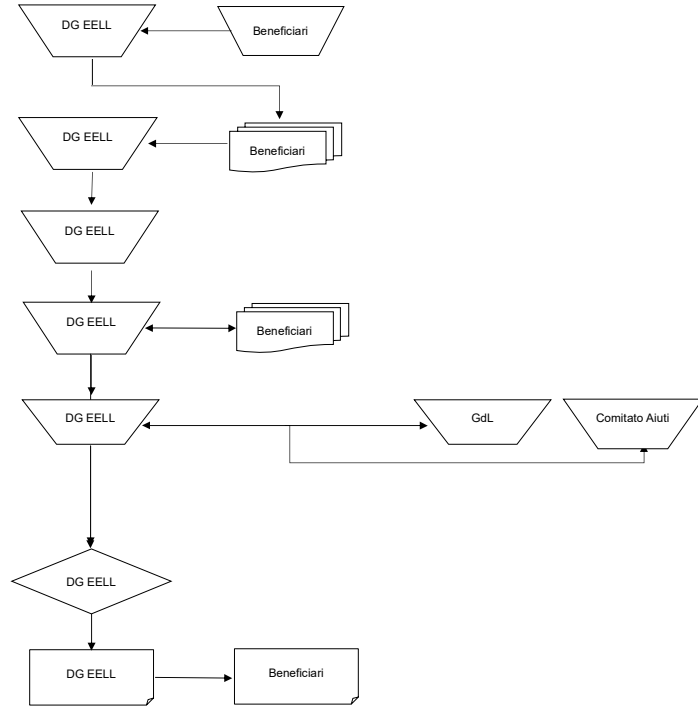 DG EELL
Beneficiari
DG EELL
Beneficiari
DG EELL
DG EELL
Beneficiari
DG EELL
GdL
Comitato Aiuti
DG EELL
DG EELL
Beneficiari